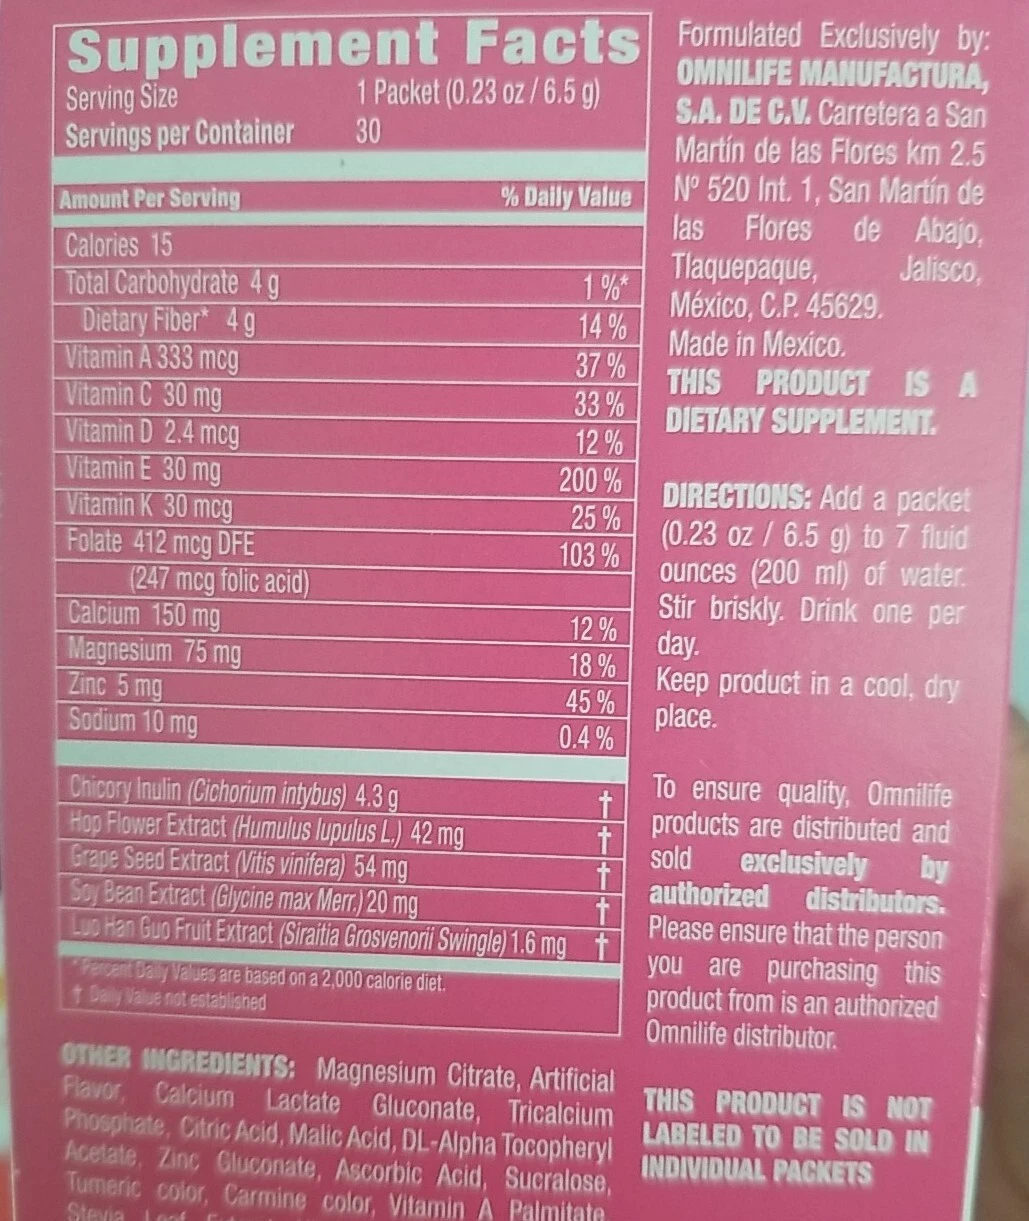 Supplement Facts
Serving Size 1 Packet (0.23 oz / 6.5 g)
Servings per Container 30
Amount Per Serving % Daily Value
Calories 15
Total Carbohydrate 4 g 1 %*
Dietary Fiber* 4 g 14 %
Vitamin A 333 mcg 37 %
Vitamin C 30 mg 33 %
Vitamin D 2.4 mcg 12 %
Vitamin E 30 mg 200 %
Vitamin K 30 mcg 25 %
Folate 412 mcg DFE 103 %
(247 mcg folic acid)
Calcium 150 mg 12 %
Magnesium 75 mg 18 %
Zinc 5 mg 45 %
Sodium 10 mg 0.4 %
Chicory Inulin (Cichorium intybus) 4.3 g †
Hop Flower Extract (Humulus lupulus L.) 42 mg †
Grape Seed Extract (Vitis vinifera) 54 mg †
Soy Bean Extract (Glycine max Merr.) 20 mg †
Luo Han Guo Fruit Extract (Siraitia Grosvenorii Swingle) 1.6 mg †
*Percent Daily Values are based on a 2,000 calorie diet.
† Daily Value not established
OTHER INGREDIENTS: Magnesium Citrate, Artificial
Flavor, Calcium Lactate Gluconate, Tricalcium
Phosphate, Citric Acid, Malic Acid, DL-Alpha Tocopheryl
Acetate, Zinc Gluconate, Ascorbic Acid, Sucralose,
Tumeric color, Carmine color, Vitamin A Palmitate,
Stevia Leaf
Formulated Exclusively by:
OMNILIFE MANUFACTURA,
S.A. DE C.V. Carretera a San
Martín de las Flores km 2.5
Nº 520 Int. 1, San Martín de
las Flores de Abajo,
Tlaquepaque, Jalisco,
México, C.P. 45629.
Made in Mexico.
THIS PRODUCT IS A
DIETARY SUPPLEMENT.
DIRECTIONS: Add a packet
(0.23 oz / 6.5 g) to 7 fluid
ounces (200 ml) of water.
Stir briskly. Drink one per
day.
Keep product in a cool, dry
place.
To ensure quality, Omnilife
products are distributed and
sold exclusively by
authorized distributors.
Please ensure that the person
you are purchasing this
product from is an authorized
Omnilife distributor.
THIS PRODUCT IS NOT
LABELED TO BE SOLD IN
INDIVIDUAL PACKETS